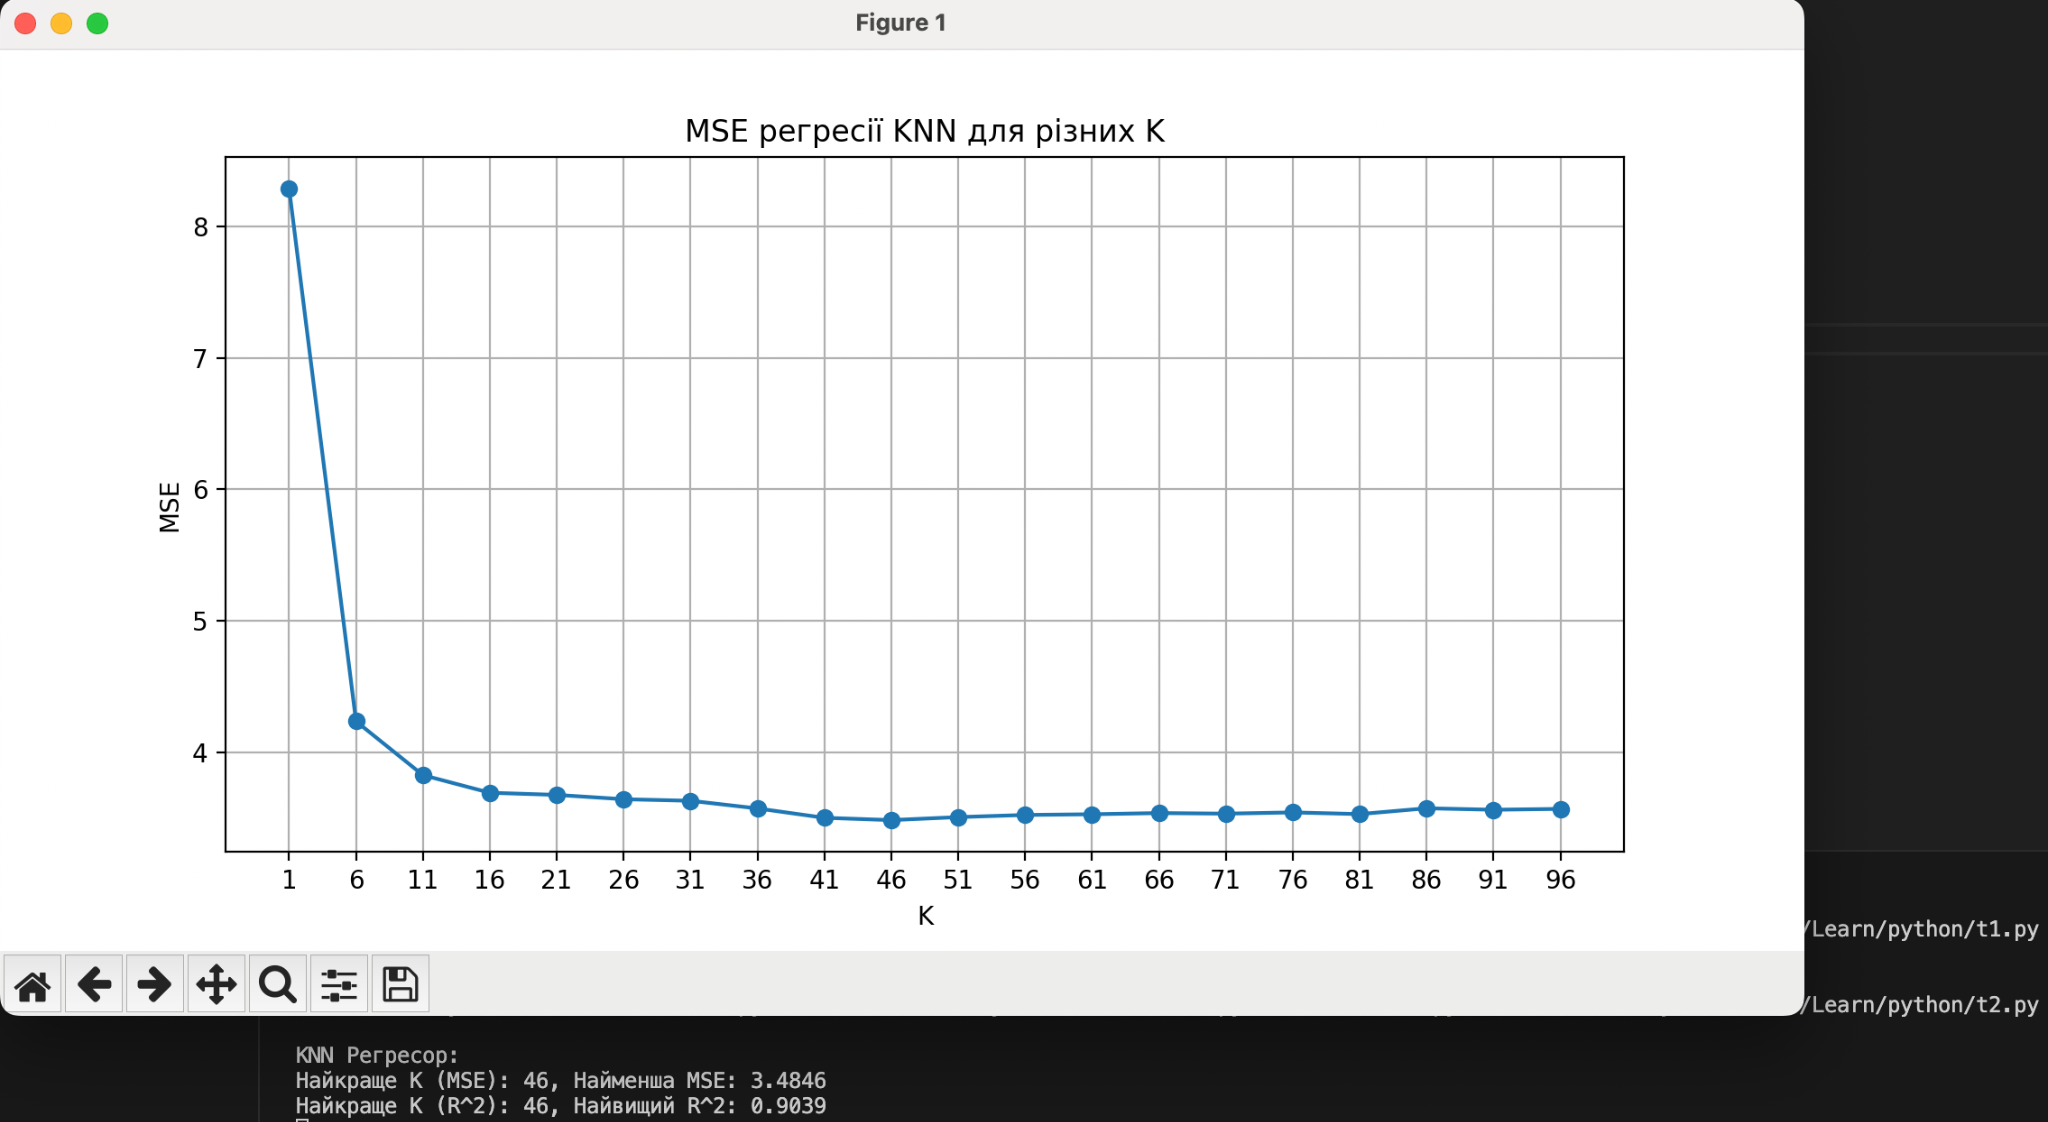 Figure 1
MSE регресії KNN для різних K
8
7
6
5
4
MSE
1 6 11 16 21 26 31 36 41 46 51 56 61 66 71 76 81 86 91 96
K
/Learn/python/t1.py
/Learn/python/t2.py
KNN Регресор:
Найкраще K (MSE): 46, Найменша MSE: 3.4846
Найкраще K (R^2): 46, Найвищий R^2: 0.9039